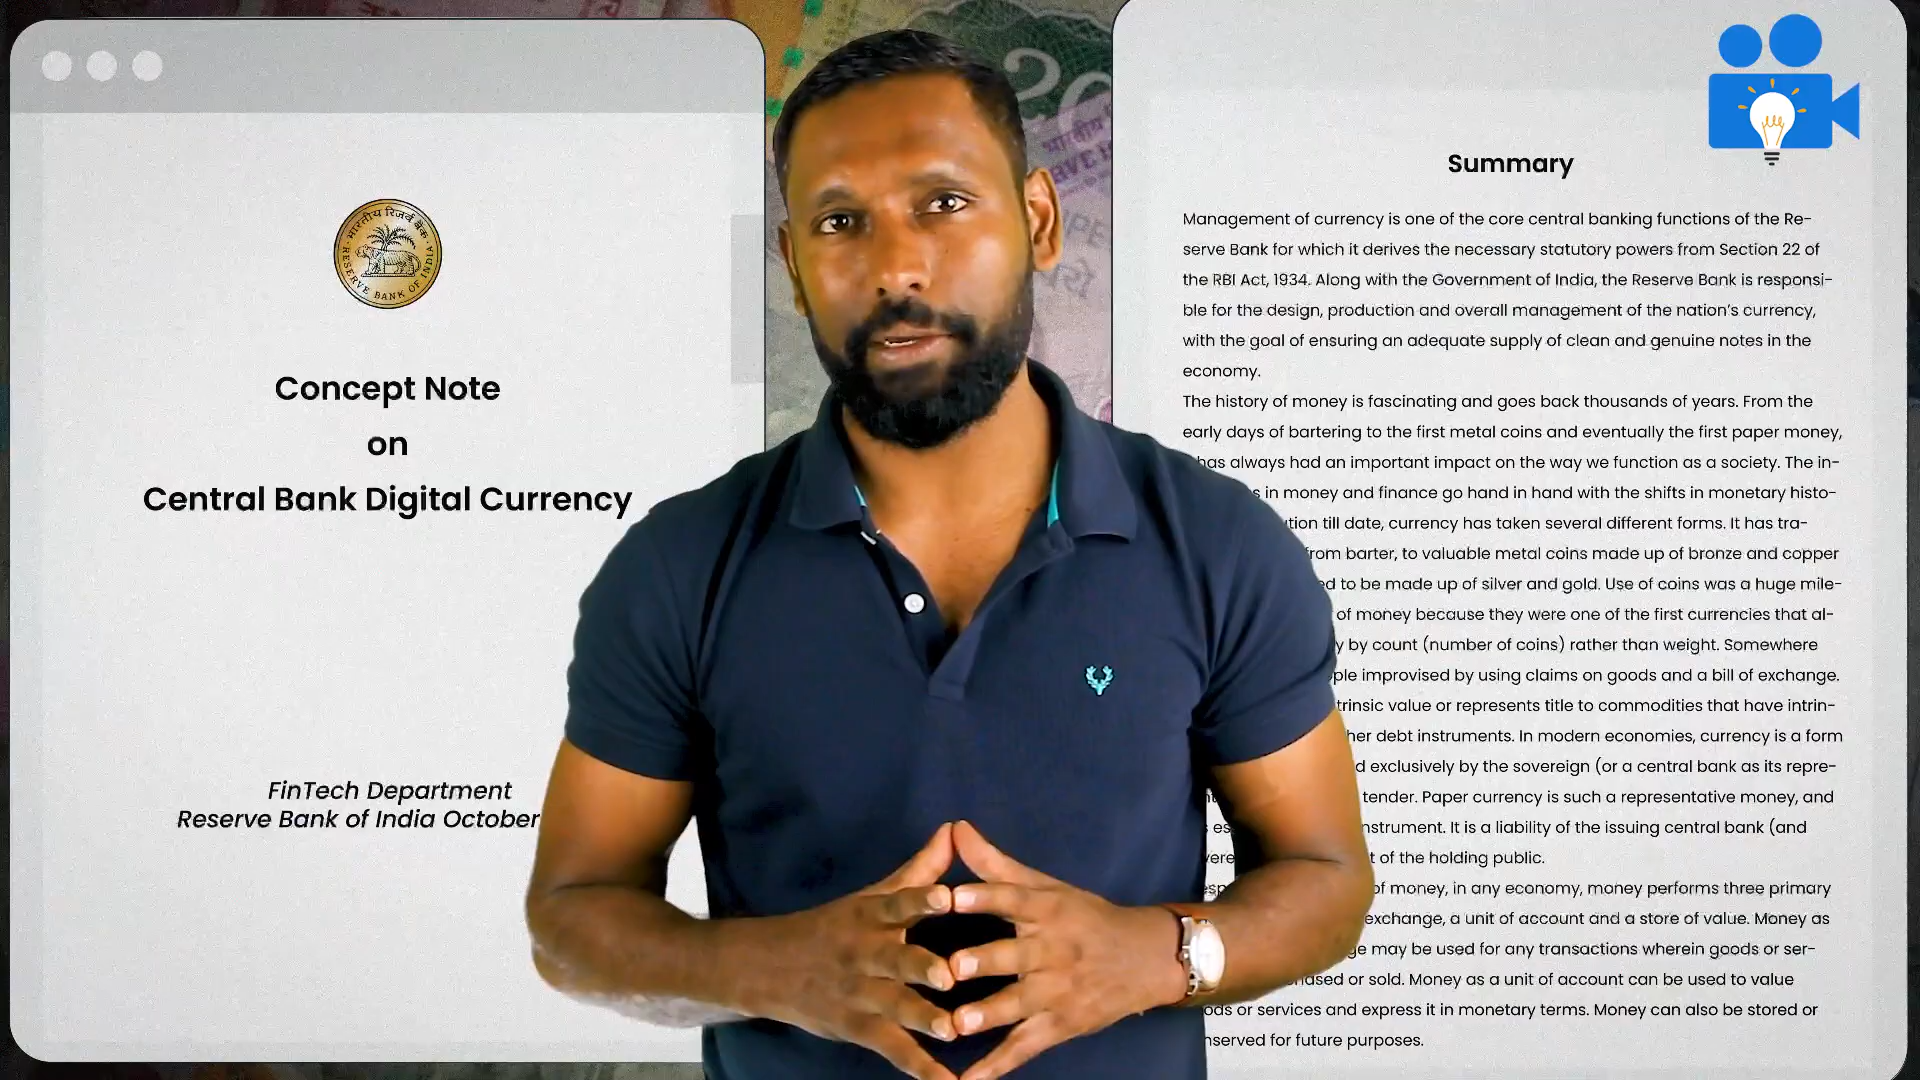 भारतीय रिज़र्व बैंक
RESERVE BANK OF INDIA
Concept Note
on
Central Bank Digital Currency
FinTech Department
Reserve Bank of India October
Summary
Management of currency is one of the core central banking functions of the Re-
serve Bank for which it derives the necessary statutory powers from Section 22 of
the RBI Act, 1934. Along with the Government of India, the Reserve Bank is responsi-
ble for the design, production and overall management of the nation's currency,
with the goal of ensuring an adequate supply of clean and genuine notes in the
economy.
The history of money is fascinating and goes back thousands of years. From the
early days of bartering to the first metal coins and eventually the first paper money,
has always had an important impact on the way we function as a society. The in-
s in money and finance go hand in hand with the shifts in monetary histo-
tion till date, currency has taken several different forms. It has tra-
from barter, to valuable metal coins made up of bronze and copper
ed to be made up of silver and gold. Use of coins was a huge mile-
of money because they were one of the first currencies that al-
y by count (number of coins) rather than weight. Somewhere
ple improvised by using claims on goods and a bill of exchange.
trinsic value or represents title to commodities that have intrin-
her debt instruments. In modern economies, currency is a form
d exclusively by the sovereign (or a central bank as its repre-
tender. Paper currency is such a representative money, and
es nstrument. It is a liability of the issuing central bank (and
vere t of the holding public.
esp of money, in any economy, money performs three primary
exchange, a unit of account and a store of value. Money as
ge may be used for any transactions wherein goods or ser-
hased or sold. Money as a unit of account can be used to value
ods or services and express it in monetary terms. Money can also be stored or
nserved for future purposes.